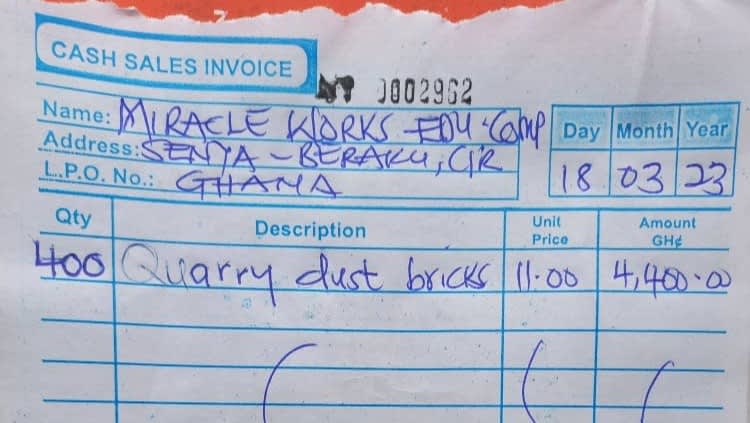 CASH SALES INVOICE
0002962
Name: MIRACLE WORKS EDU. COMP
Address: SENYA - BERAKU, C/R
L.P.O. No.: GHANA
Day Month Year
18 03 23
Qty Description Unit Price Amount GH¢
400 Quarry dust bricks 11.00 4,400.00